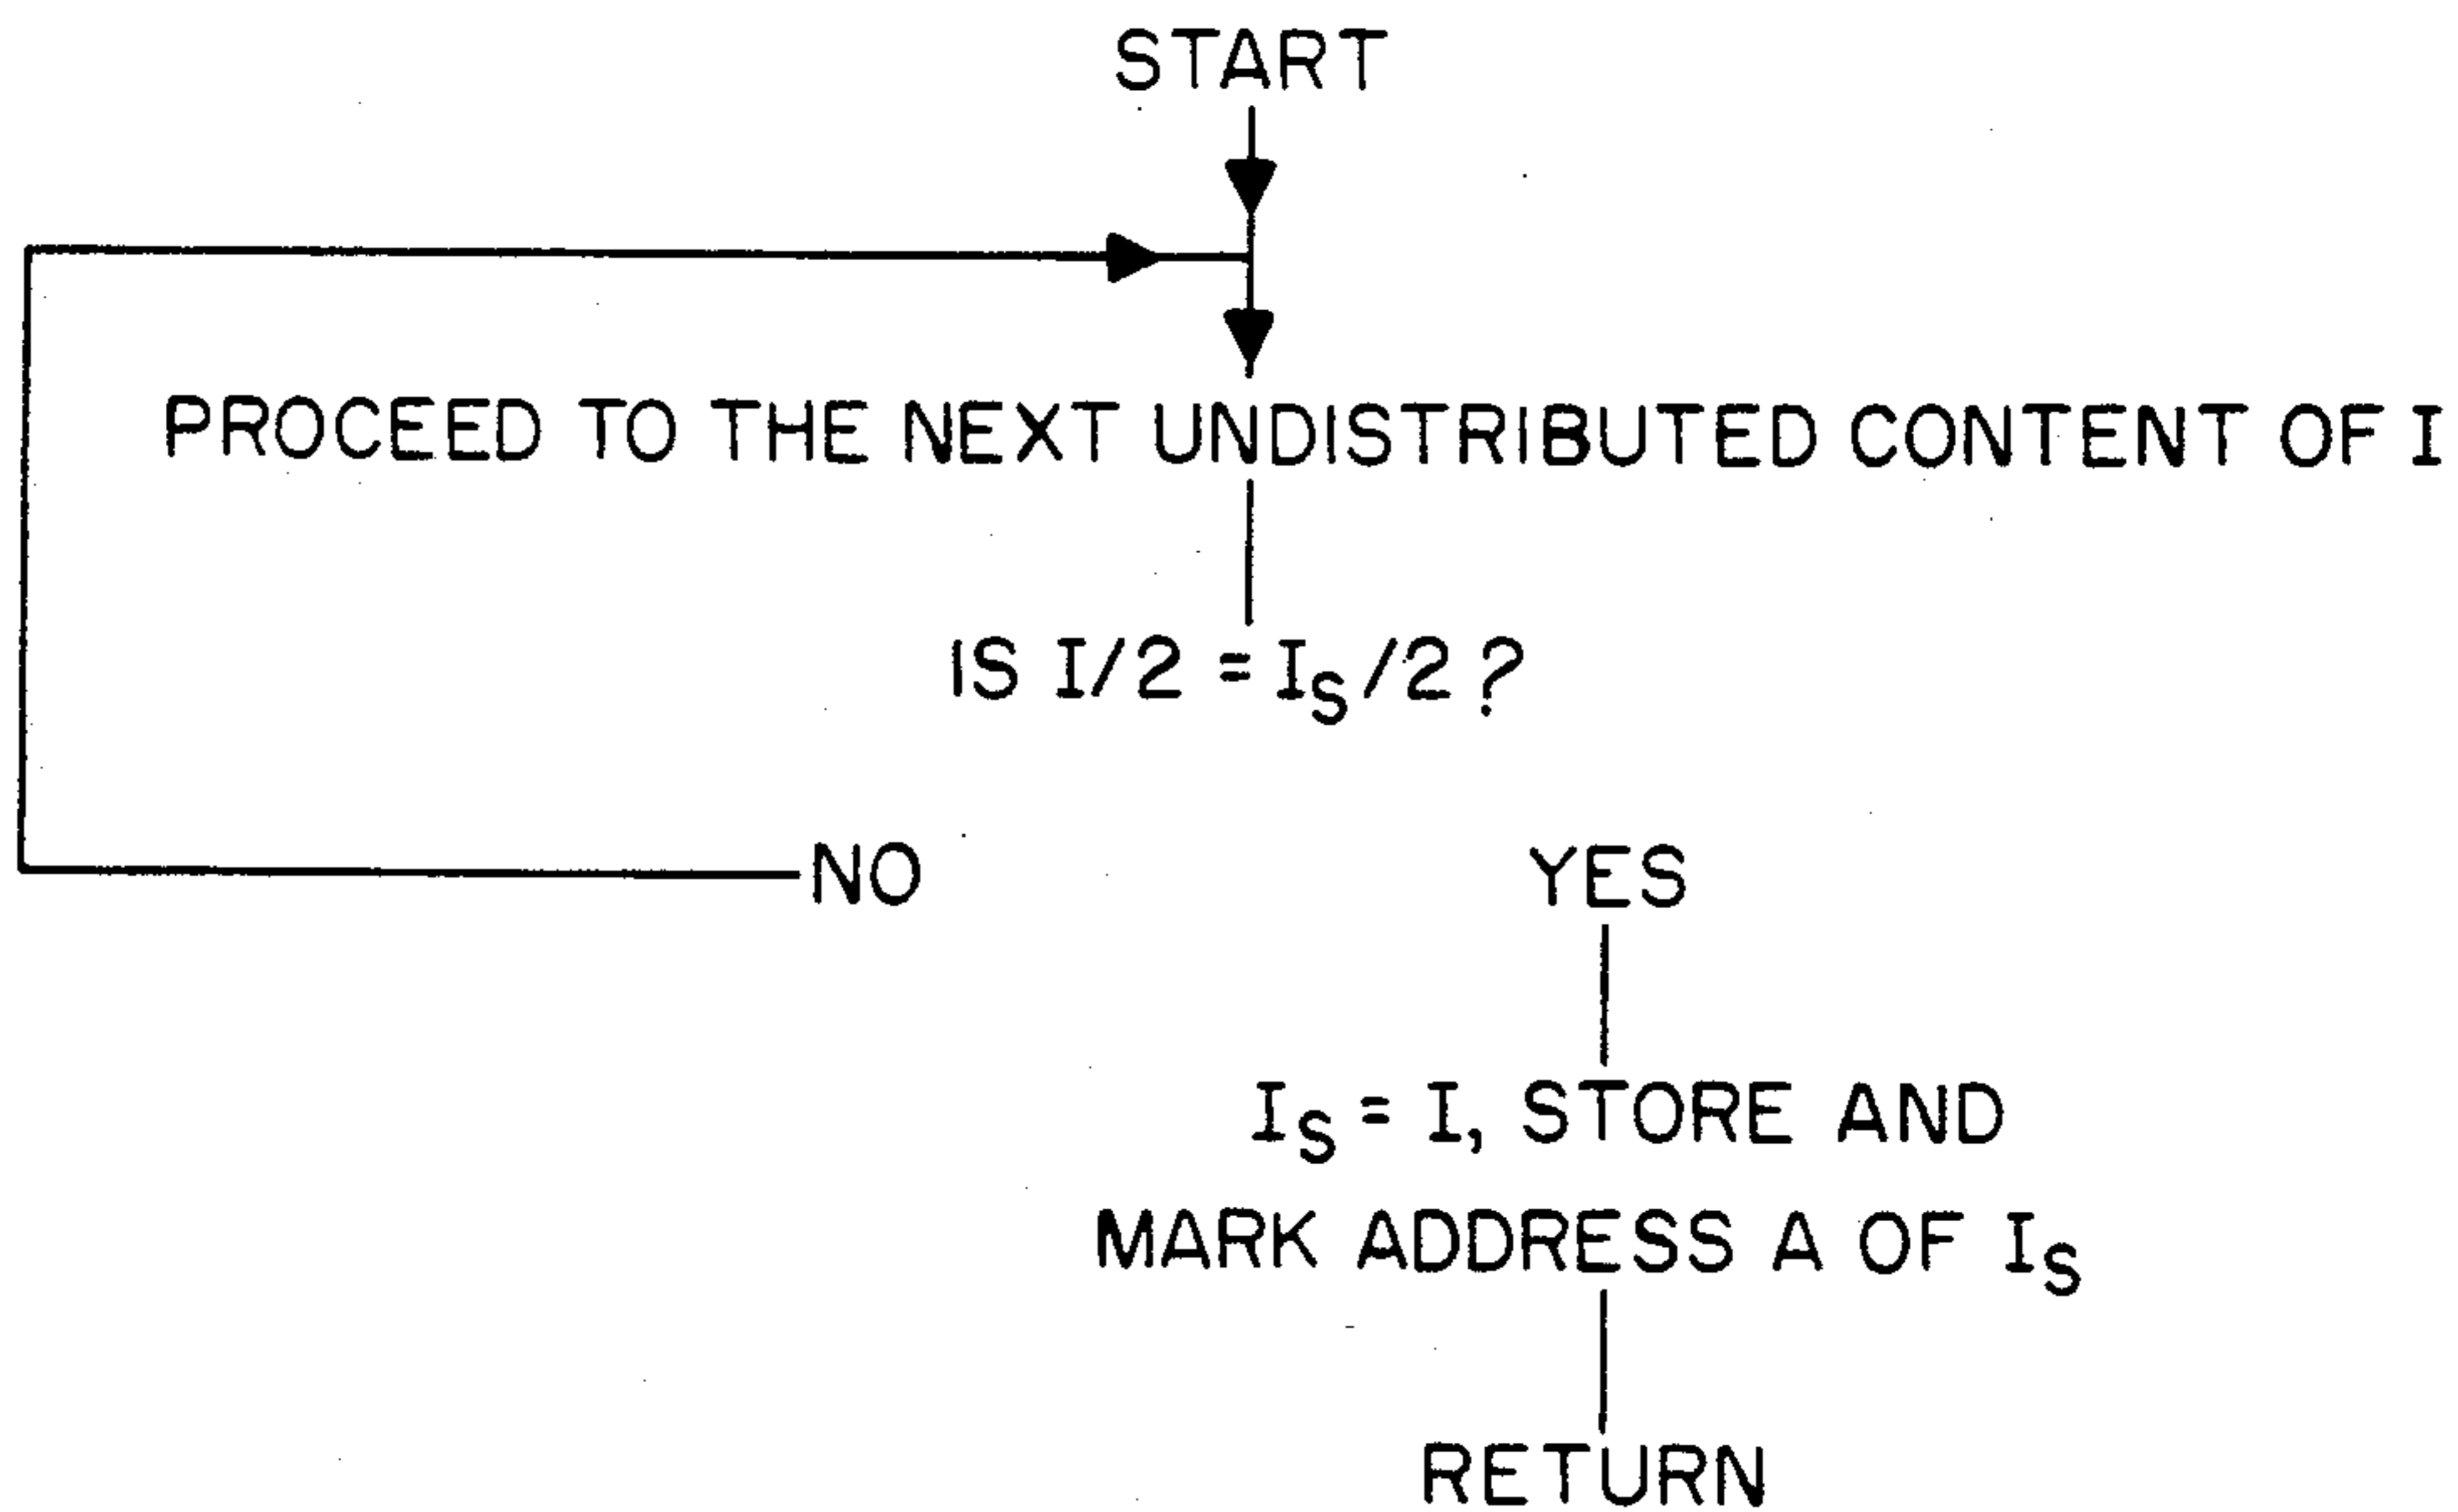 START
PROCEED TO THE NEXT UNDISTRIBUTED CONTENT OF I
IS I/2 = I_S/2?
NO YES
I_S = I, STORE AND
MARK ADDRESS A OF I_S
RETURN